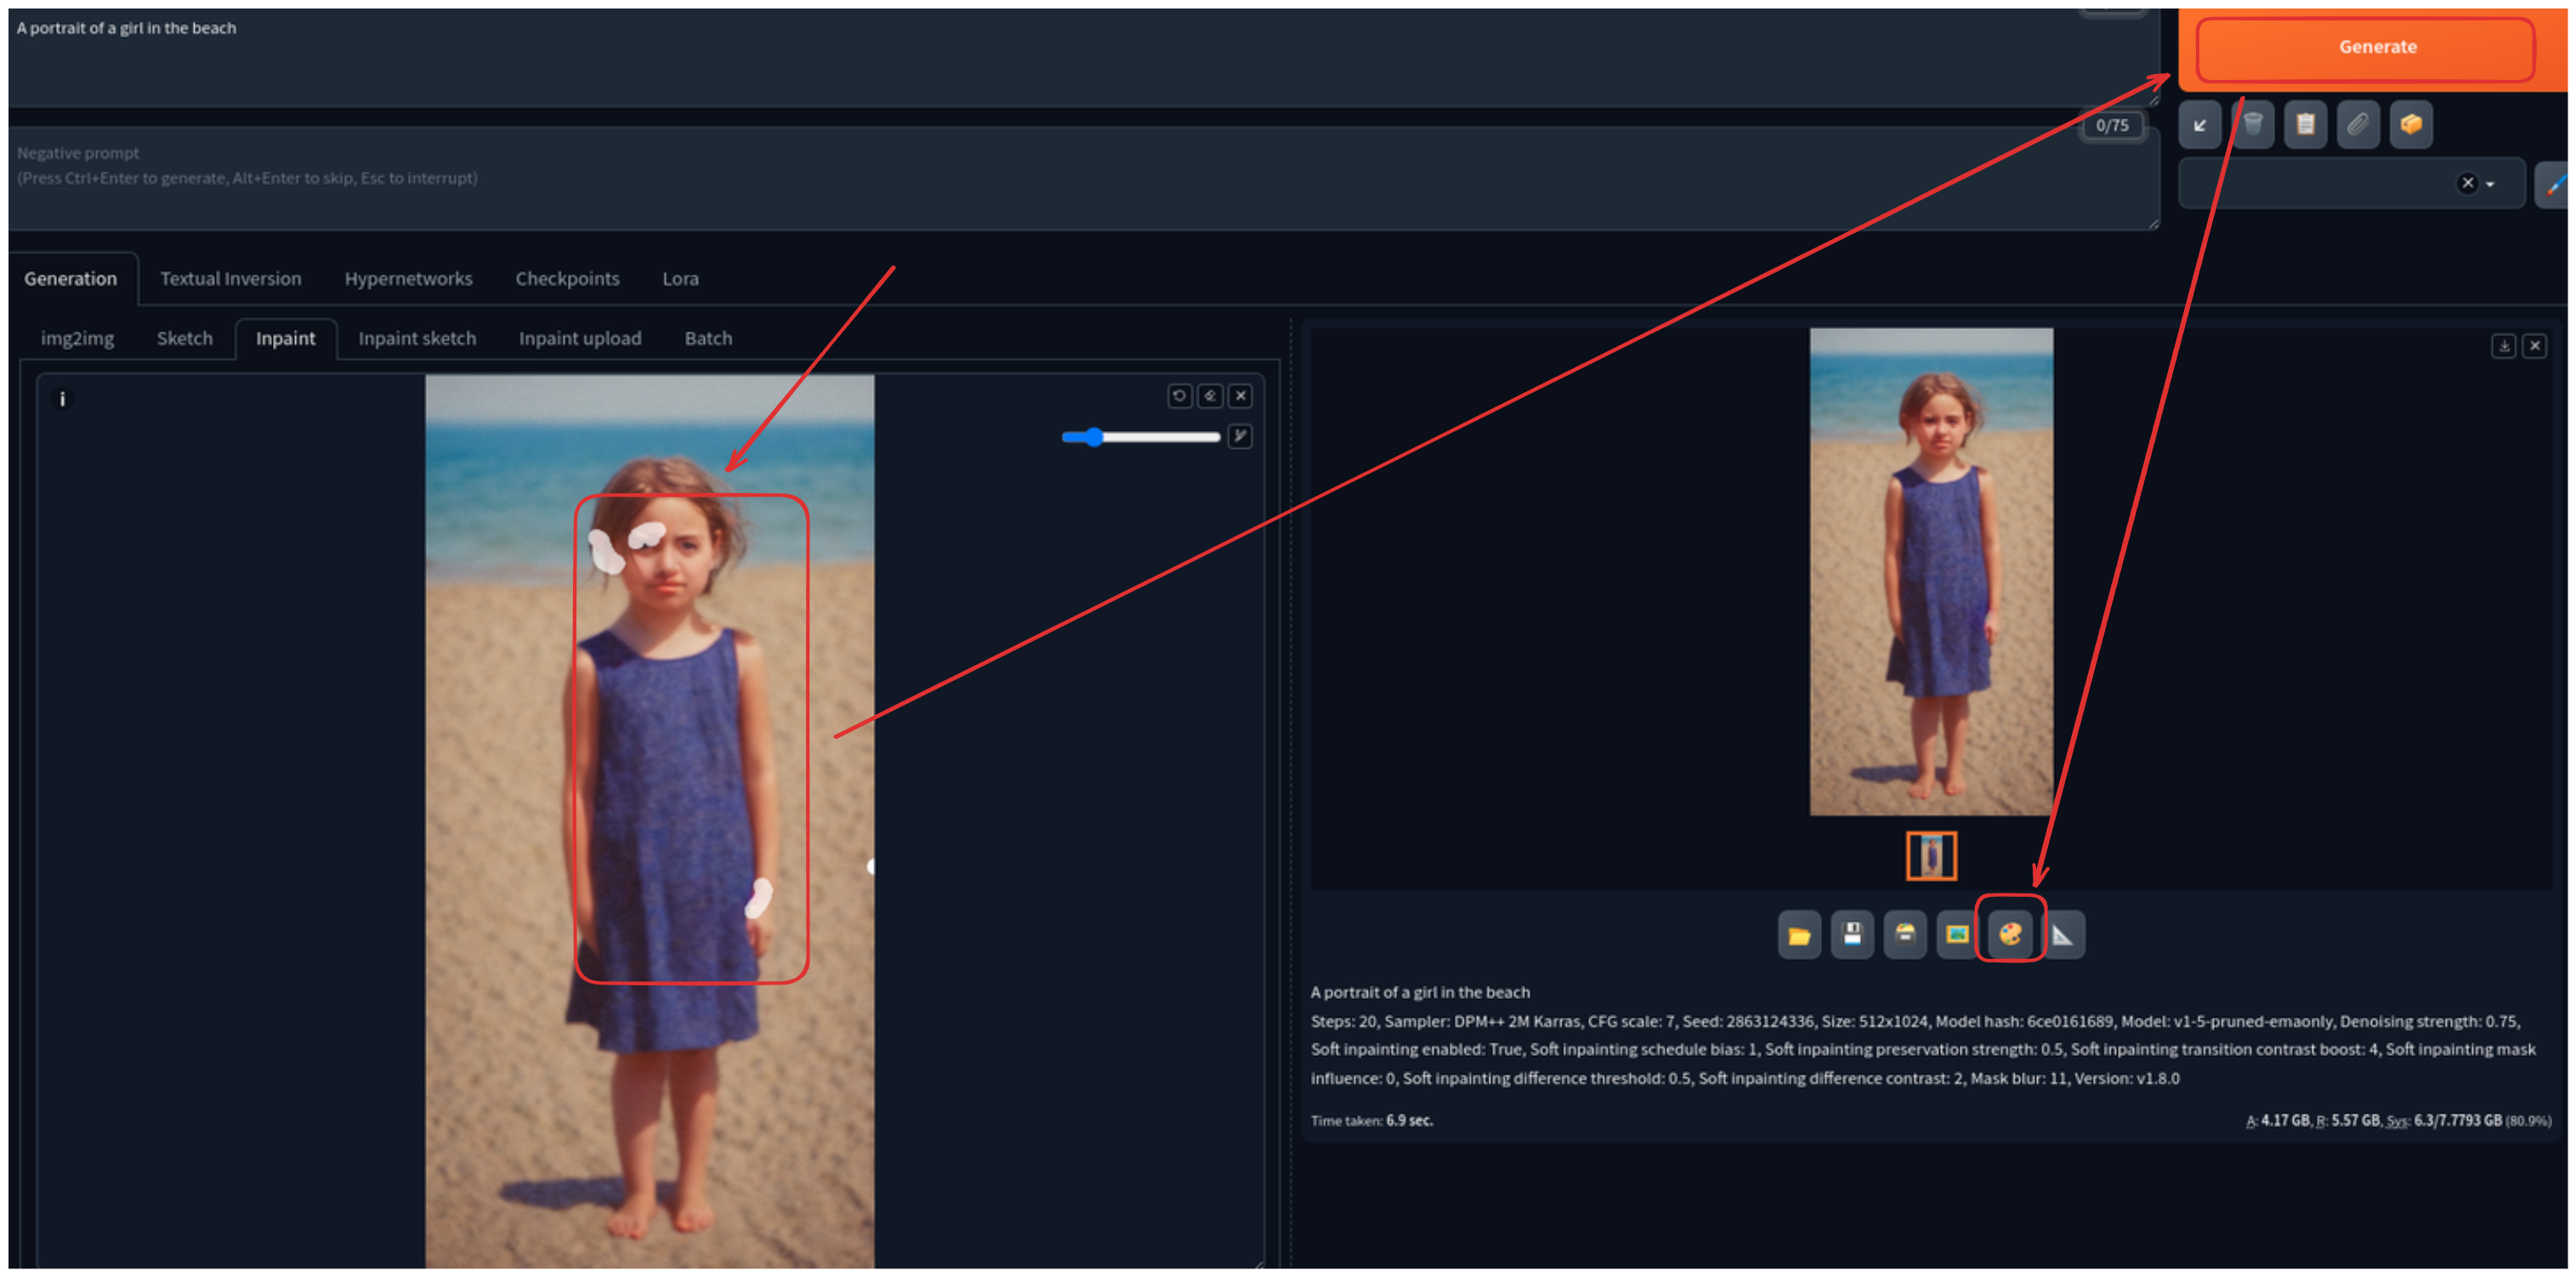 A portrait of a girl in the beach
Generate
0/75
Negative prompt
(Press Ctrl+Enter to generate, Alt+Enter to skip, Esc to interrupt)
Generation Textual Inversion Hypernetworks Checkpoints Lora
img2img Sketch Inpaint Inpaint sketch Inpaint upload Batch
A portrait of a girl in the beach
Steps: 20, Sampler: DPM++ 2M Karras, CFG scale: 7, Seed: 2863124336, Size: 512x1024, Model hash: 6ce0161689, Model: v1-5-pruned-emaonly, Denoising strength: 0.75,
Soft inpainting enabled: True, Soft inpainting schedule bias: 1, Soft inpainting preservation strength: 0.5, Soft inpainting transition contrast boost: 4, Soft inpainting mask
influence: 0, Soft inpainting difference threshold: 0.5, Soft inpainting difference contrast: 2, Mask blur: 11, Version: v1.8.0
Time taken: 6.9 sec.
A: 4.17 GB, R: 5.57 GB, Sys: 6.3/7.7793 GB (80.9%)